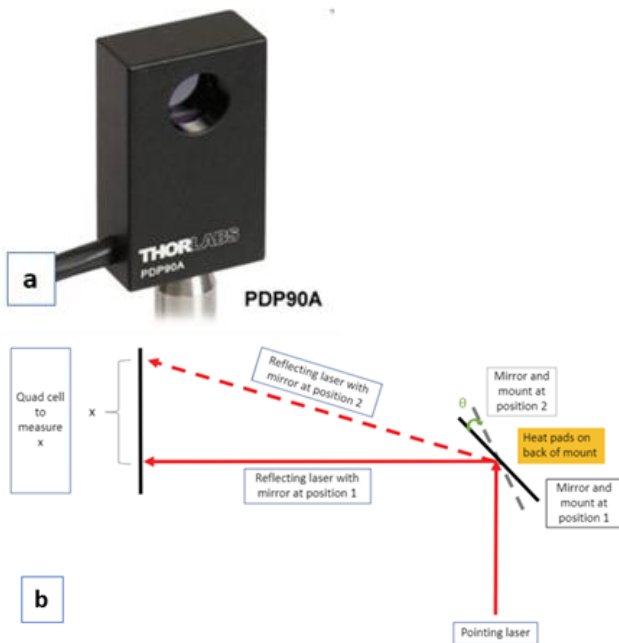 THORLABS
PDP90A
a
PDP90A
Quad cell
to
measure
x
x
Reflecting laser with
mirror at position 2
θ
Mirror and
mount at
position 2
Heat pads on
back of mount
Reflecting laser with
mirror at position 1
Mirror and
mount at
position 1
b
Pointing laser